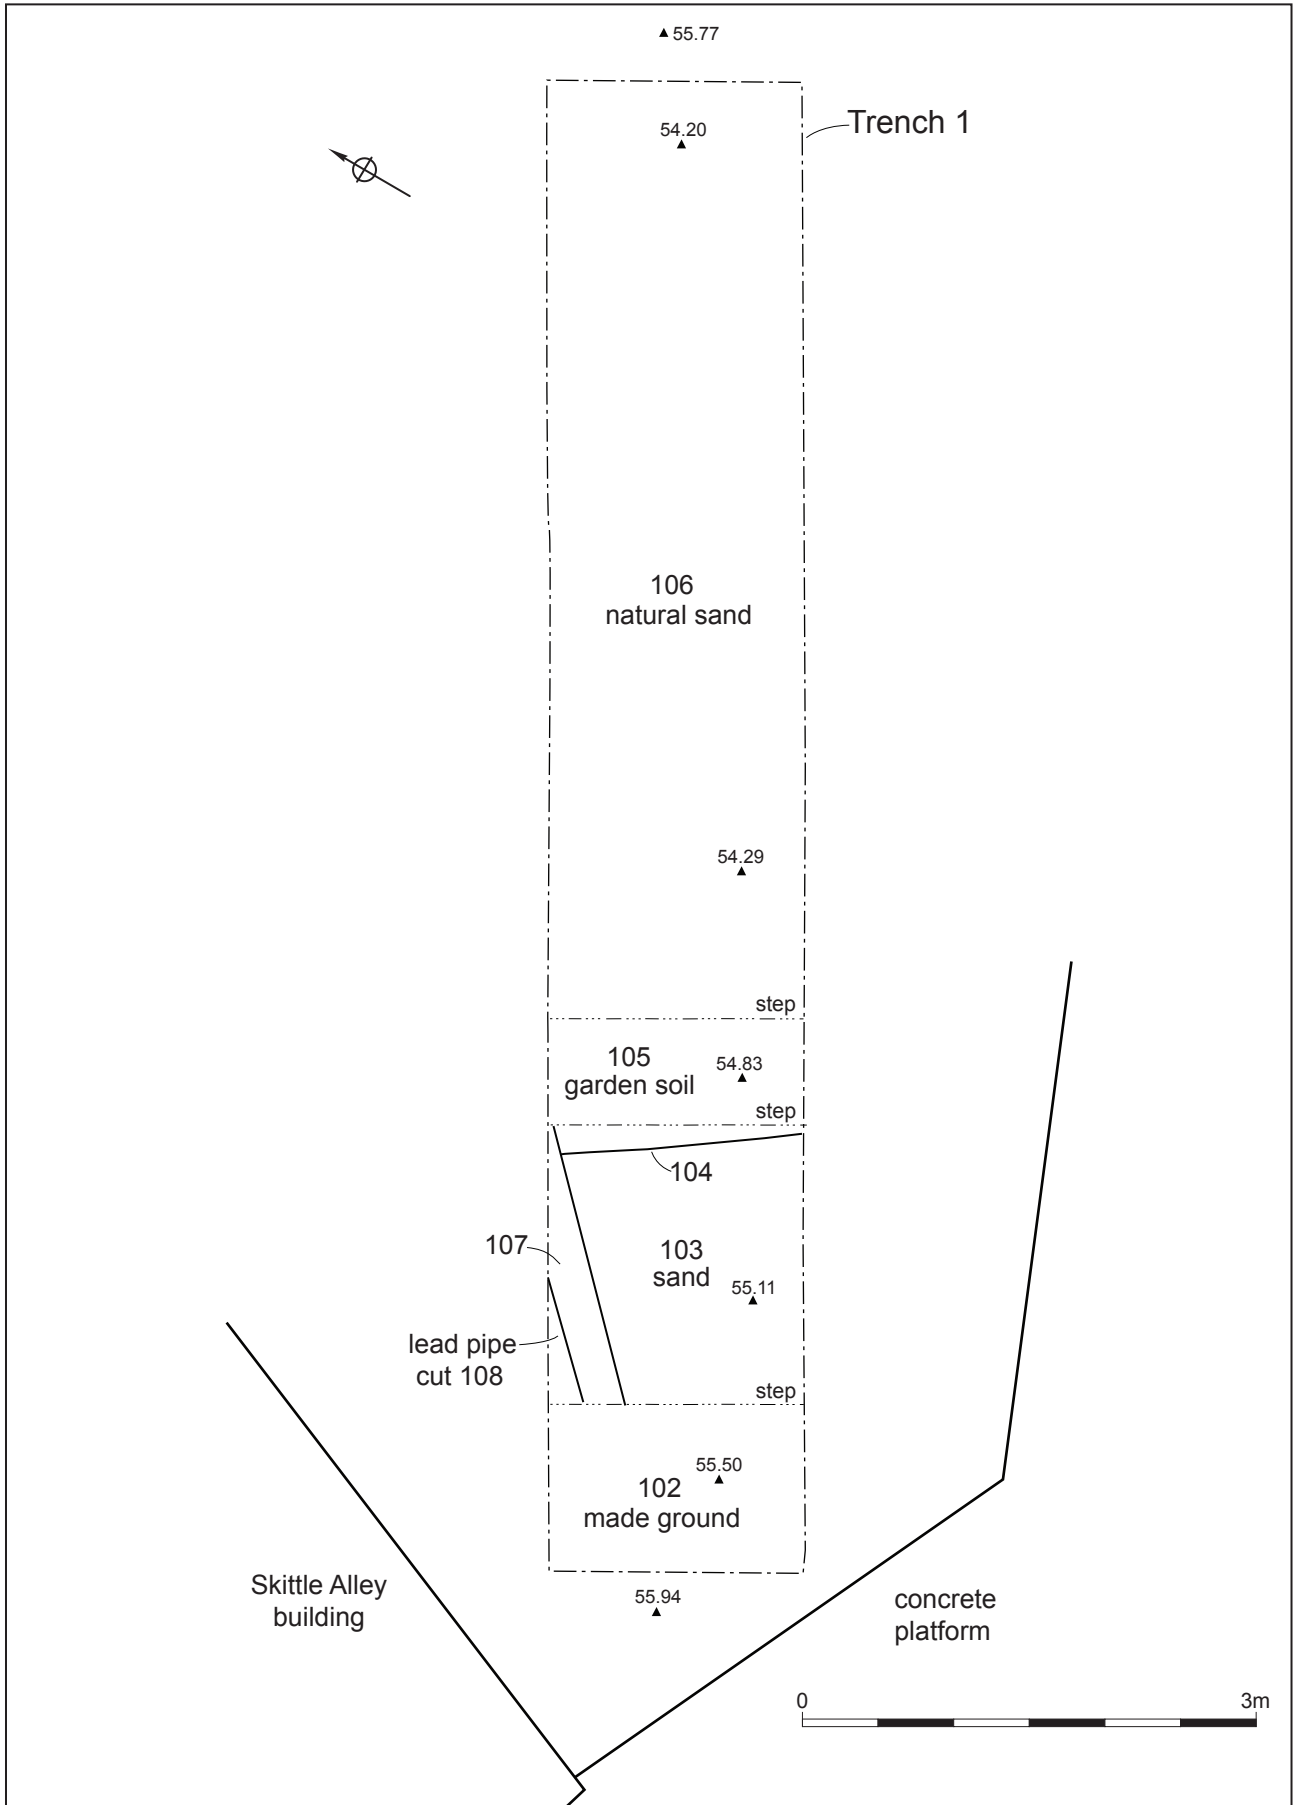 55.77
Trench 1
54.20
106
natural sand
54.29
step
105
garden soil
54.83
step
104
107
103
sand
55.11
lead pipe
cut 108
step
55.50
102
made ground
Skittle Alley
building
55.94
concrete
platform
0 3m